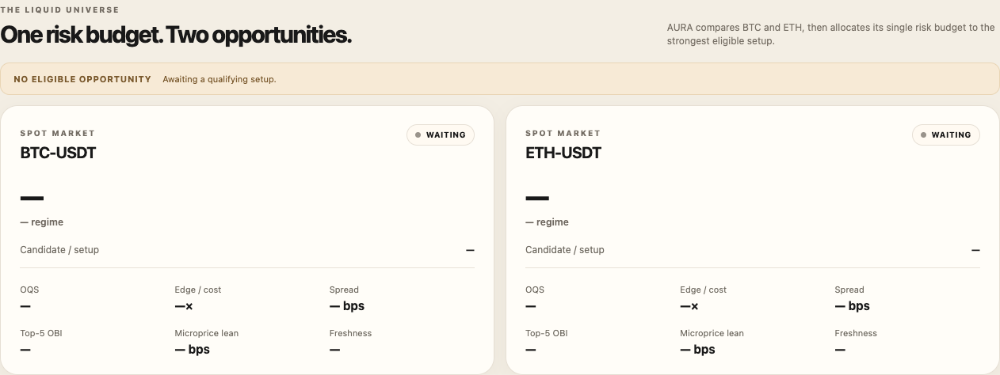 THE LIQUID UNIVERSE
One risk budget. Two opportunities.
AURA compares BTC and ETH, then allocates its single risk budget to the
strongest eligible setup.
NO ELIGIBLE OPPORTUNITY Awaiting a qualifying setup.
SPOT MARKET
BTC-USDT
WAITING
—
— regime
Candidate / setup —
OQS Edge / cost Spread
— —× — bps
Top-5 OBI Microprice lean Freshness
— — bps —
SPOT MARKET
ETH-USDT
WAITING
—
— regime
Candidate / setup —
OQS Edge / cost Spread
— —× — bps
Top-5 OBI Microprice lean Freshness
— — bps —